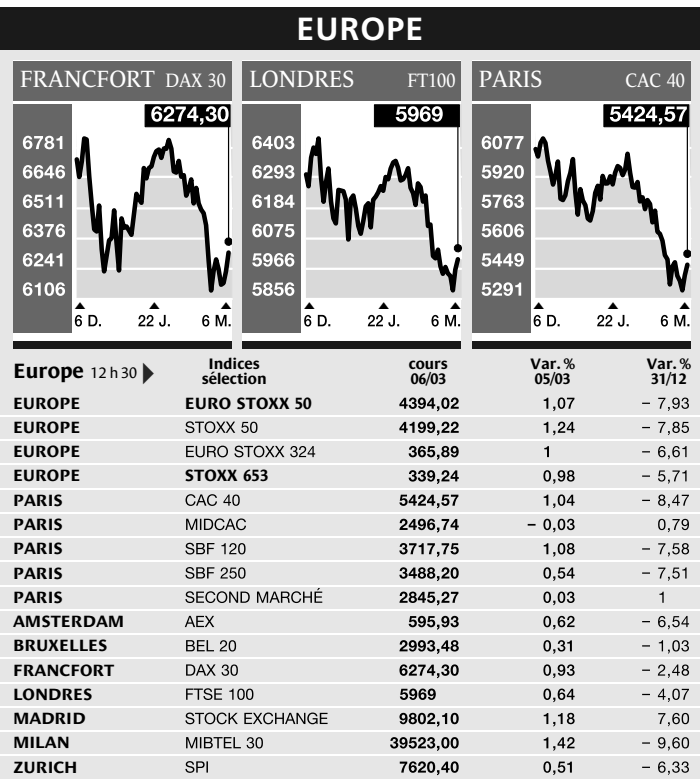 EUROPE
FRANCFORT DAX 30
6274,30
6781
6646
6511
6376
6241
6106
6 D. 22 J. 6 M.
LONDRES FT100
5969
6403
6293
6184
6075
5966
5856
6 D. 22 J. 6 M.
PARIS CAC 40
5424,57
6077
5920
5763
5606
5449
5291
6 D. 22 J. 6 M.
Europe 12 h 30 Indices sélection cours 06/03 Var. % 05/03 Var. % 31/12
EUROPE EURO STOXX 50 4394,02 1,07 – 7,93
EUROPE STOXX 50 4199,22 1,24 – 7,85
EUROPE EURO STOXX 324 365,89 1 – 6,61
EUROPE STOXX 653 339,24 0,98 – 5,71
PARIS CAC 40 5424,57 1,04 – 8,47
PARIS MIDCAC 2496,74 – 0,03 0,79
PARIS SBF 120 3717,75 1,08 – 7,58
PARIS SBF 250 3488,20 0,54 – 7,51
PARIS SECOND MARCHÉ 2845,27 0,03 1
AMSTERDAM AEX 595,93 0,62 – 6,54
BRUXELLES BEL 20 2993,48 0,31 – 1,03
FRANCFORT DAX 30 6274,30 0,93 – 2,48
LONDRES FTSE 100 5969 0,64 – 4,07
MADRID STOCK EXCHANGE 9802,10 1,18 7,60
MILAN MIBTEL 30 39523,00 1,42 – 9,60
ZURICH SPI 7620,40 0,51 – 6,33